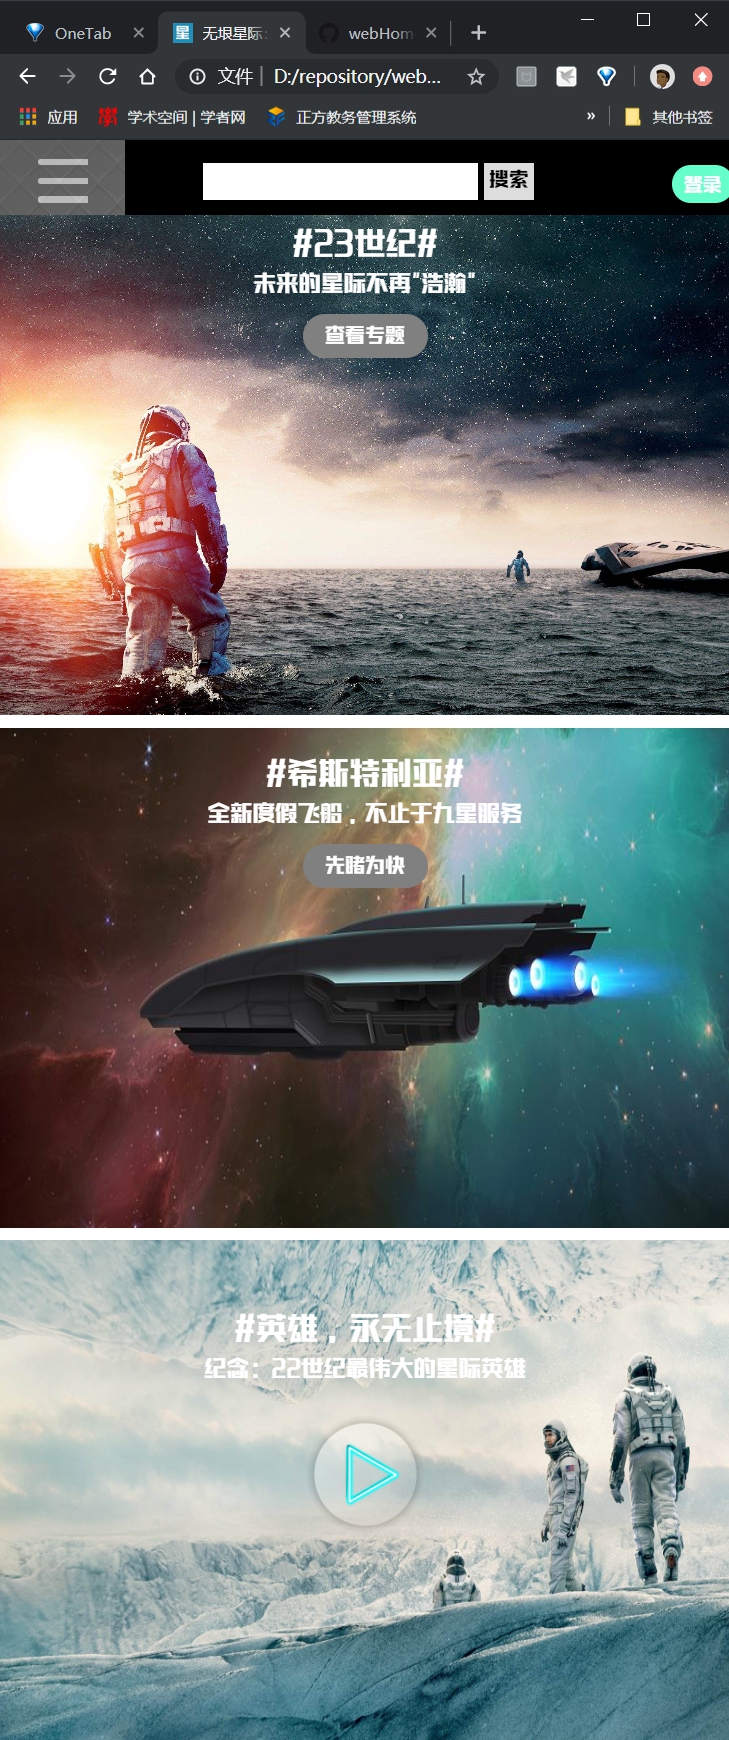 OneTab
无垠星际
webHom
文件
D:/repository/web...
应用
学术空间 | 学者网
正方教务管理系统
»
其他书签
搜索
登录
#23世纪#
未来的星际不再"浩瀚"
查看专题
#希斯特利亚#
全新度假飞船，不止于九星服务
先睹为快
#英雄，永无止境#
纪念：22世纪最伟大的星际英雄